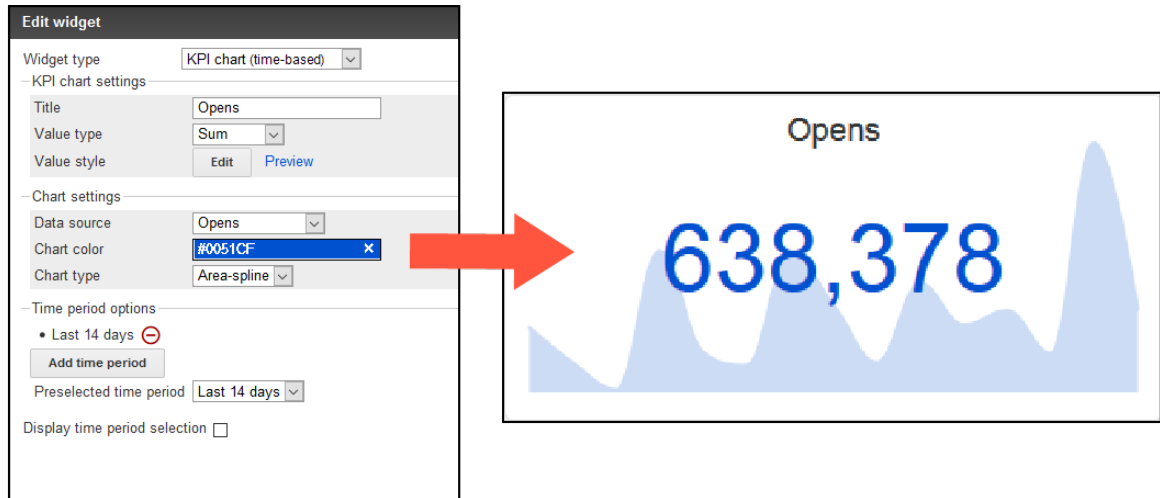 Edit widget
Widget type KPI chart (time-based)
KPI chart settings
Title Opens
Value type Sum
Value style Edit Preview
Chart settings
Data source Opens
Chart color #0051CF ×
Chart type Area-spline
Time period options
• Last 14 days
Add time period
Preselected time period Last 14 days
Display time period selection
Opens
638,378